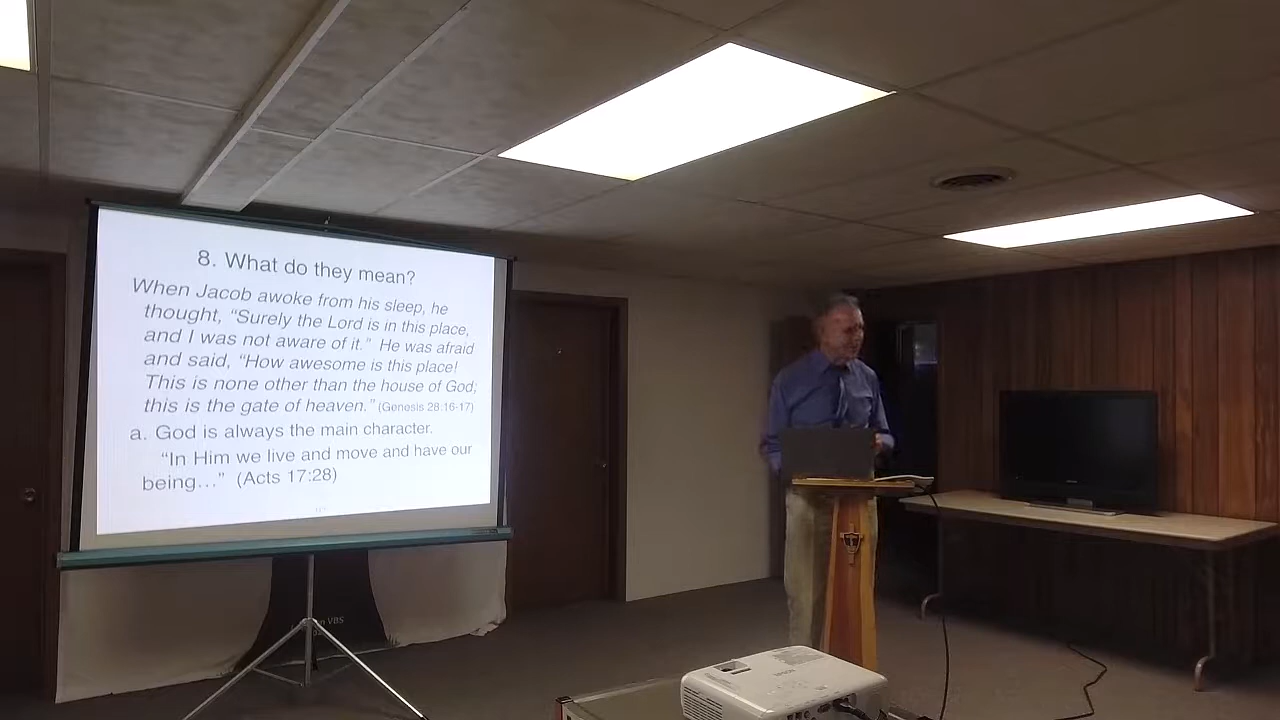 8. What do they mean?
When Jacob awoke from his sleep, he
thought, “Surely the Lord is in this place,
and I was not aware of it.” He was afraid
and said, “How awesome is this place!
This is none other than the house of God;
this is the gate of heaven.” (Genesis 28:16-17)
a. God is always the main character.
“In Him we live and move and have our
being…” (Acts 17:28)
VBS
EPSON